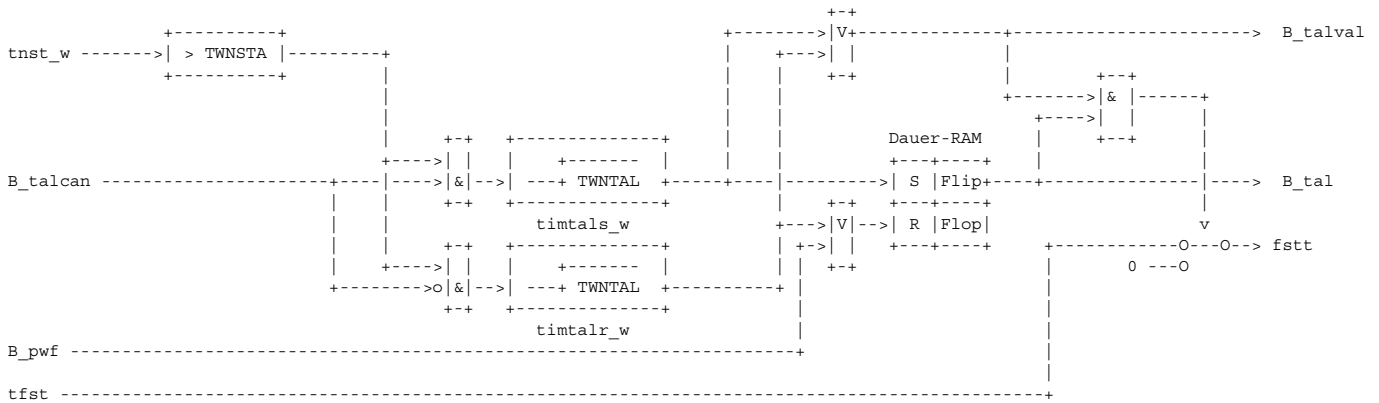 +-+
+----------+ +-------->|V+----------------+---------------------> B_talval
tnst_w ------->| > TWNSTA |--------+ | +--->| | |
+----------+ | | | +-+ | +--+
| | | +------->|& |------+
| | | +---->| | |
| +-+ +--------------+ | | Dauer-RAM | +--+ |
+---->| | | +------- | | | +---+----+ | |
B_talcan ---------------------+----|---->|&|-->| ---+ TWNTAL +------+----|---------->| S |Flip+----+-----------------|----> B_tal
| | +-+ +--------------+ | +-+ +---+----+ |
| | timtals_w +---->|V|-->| R |Flop| v
| | +-+ +--------------+ | +->| | +---+----+ +------------O---O--> fstt
| +---->| | | +------- | | | +-+ | 0 ---O
+-------->o|&|-->| ---+ TWNTAL +-----------+ | |
+-+ +--------------+ | |
timtalr_w | |
B_pwf ----------------------------------------------------------------------+ |
|
tfst -----------------------------------------------------------------------------------------------+